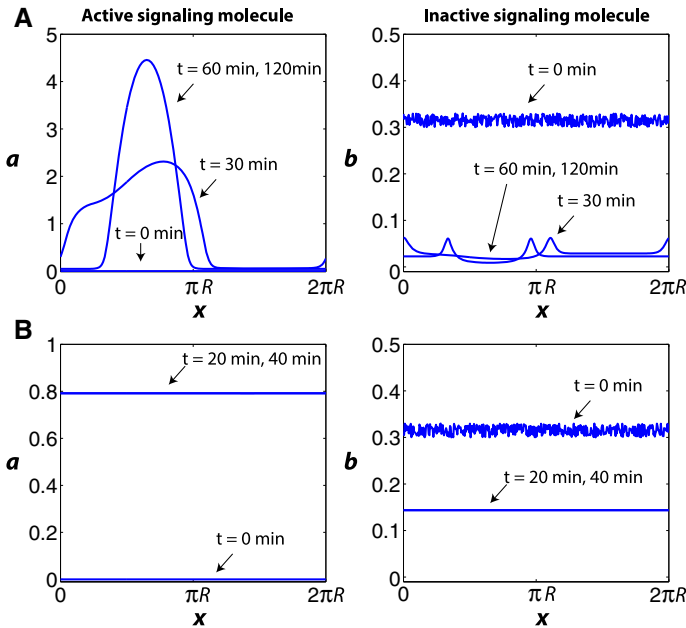 A
Active signaling molecule
Inactive signaling molecule
a
5
4
3
2
1
0
t = 60 min, 120min
t = 30 min
t = 0 min
0
πR
2πR
x
b
0.5
0.4
0.3
0.2
0.1
0
t = 0 min
t = 60 min, 120min
t = 30 min
0
πR
2πR
x
B
a
1
0.8
0.6
0.4
0.2
0
t = 20 min, 40 min
t = 0 min
0
πR
2πR
x
b
0.5
0.4
0.3
0.2
0.1
0
t = 0 min
t = 20 min, 40 min
0
πR
2πR
x